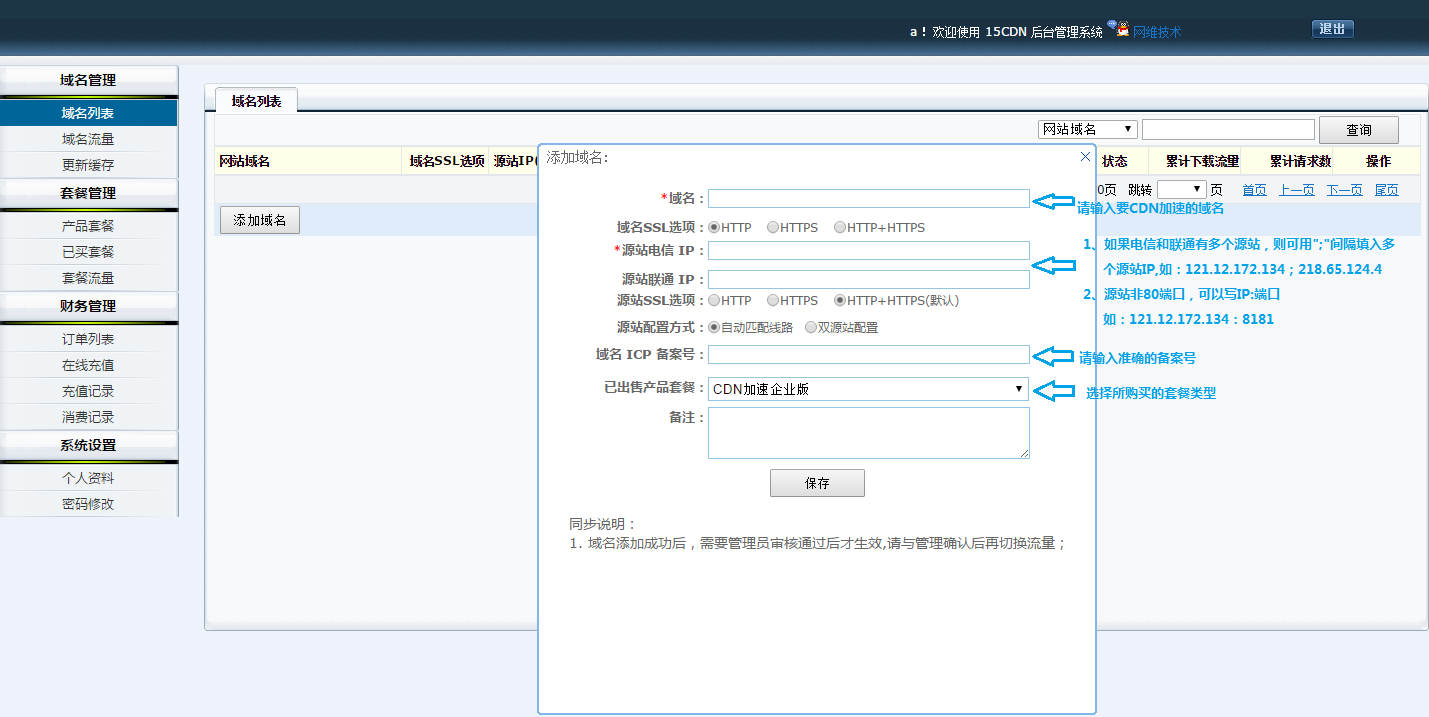 a！欢迎使用 15CDN 后台管理系统 网维技术 退出
域名管理
域名列表
域名流量
更新缓存
套餐管理
产品套餐
已买套餐
套餐流量
财务管理
订单列表
在线充值
充值记录
消费记录
系统设置
个人资料
密码修改
域名列表
网站域名 查询
网站域名 域名SSL选项 源站IP( 状态 累计下载流量 累计请求数 操作
0页 跳转 页 首页 上一页 下一页 尾页
添加域名
添加域名:
*域名：
请输入要CDN加速的域名
域名SSL选项：HTTP HTTPS HTTP+HTTPS
*源站电信 IP：
源站联通 IP：
1、如果电信和联通有多个源站，则可用";"间隔填入多
个源站IP,如：121.12.172.134；218.65.124.4
2、源站非80端口，可以写IP:端口
如：121.12.172.134：8181
源站SSL选项：HTTP HTTPS HTTP+HTTPS(默认)
源站配置方式：自动匹配线路 双源站配置
域名 ICP 备案号：
请输入准确的备案号
已出售产品套餐：CDN加速企业版
选择所购买的套餐类型
备注：
保存
同步说明：
1. 域名添加成功后，需要管理员审核通过后才生效,请与管理确认后再切换流量；